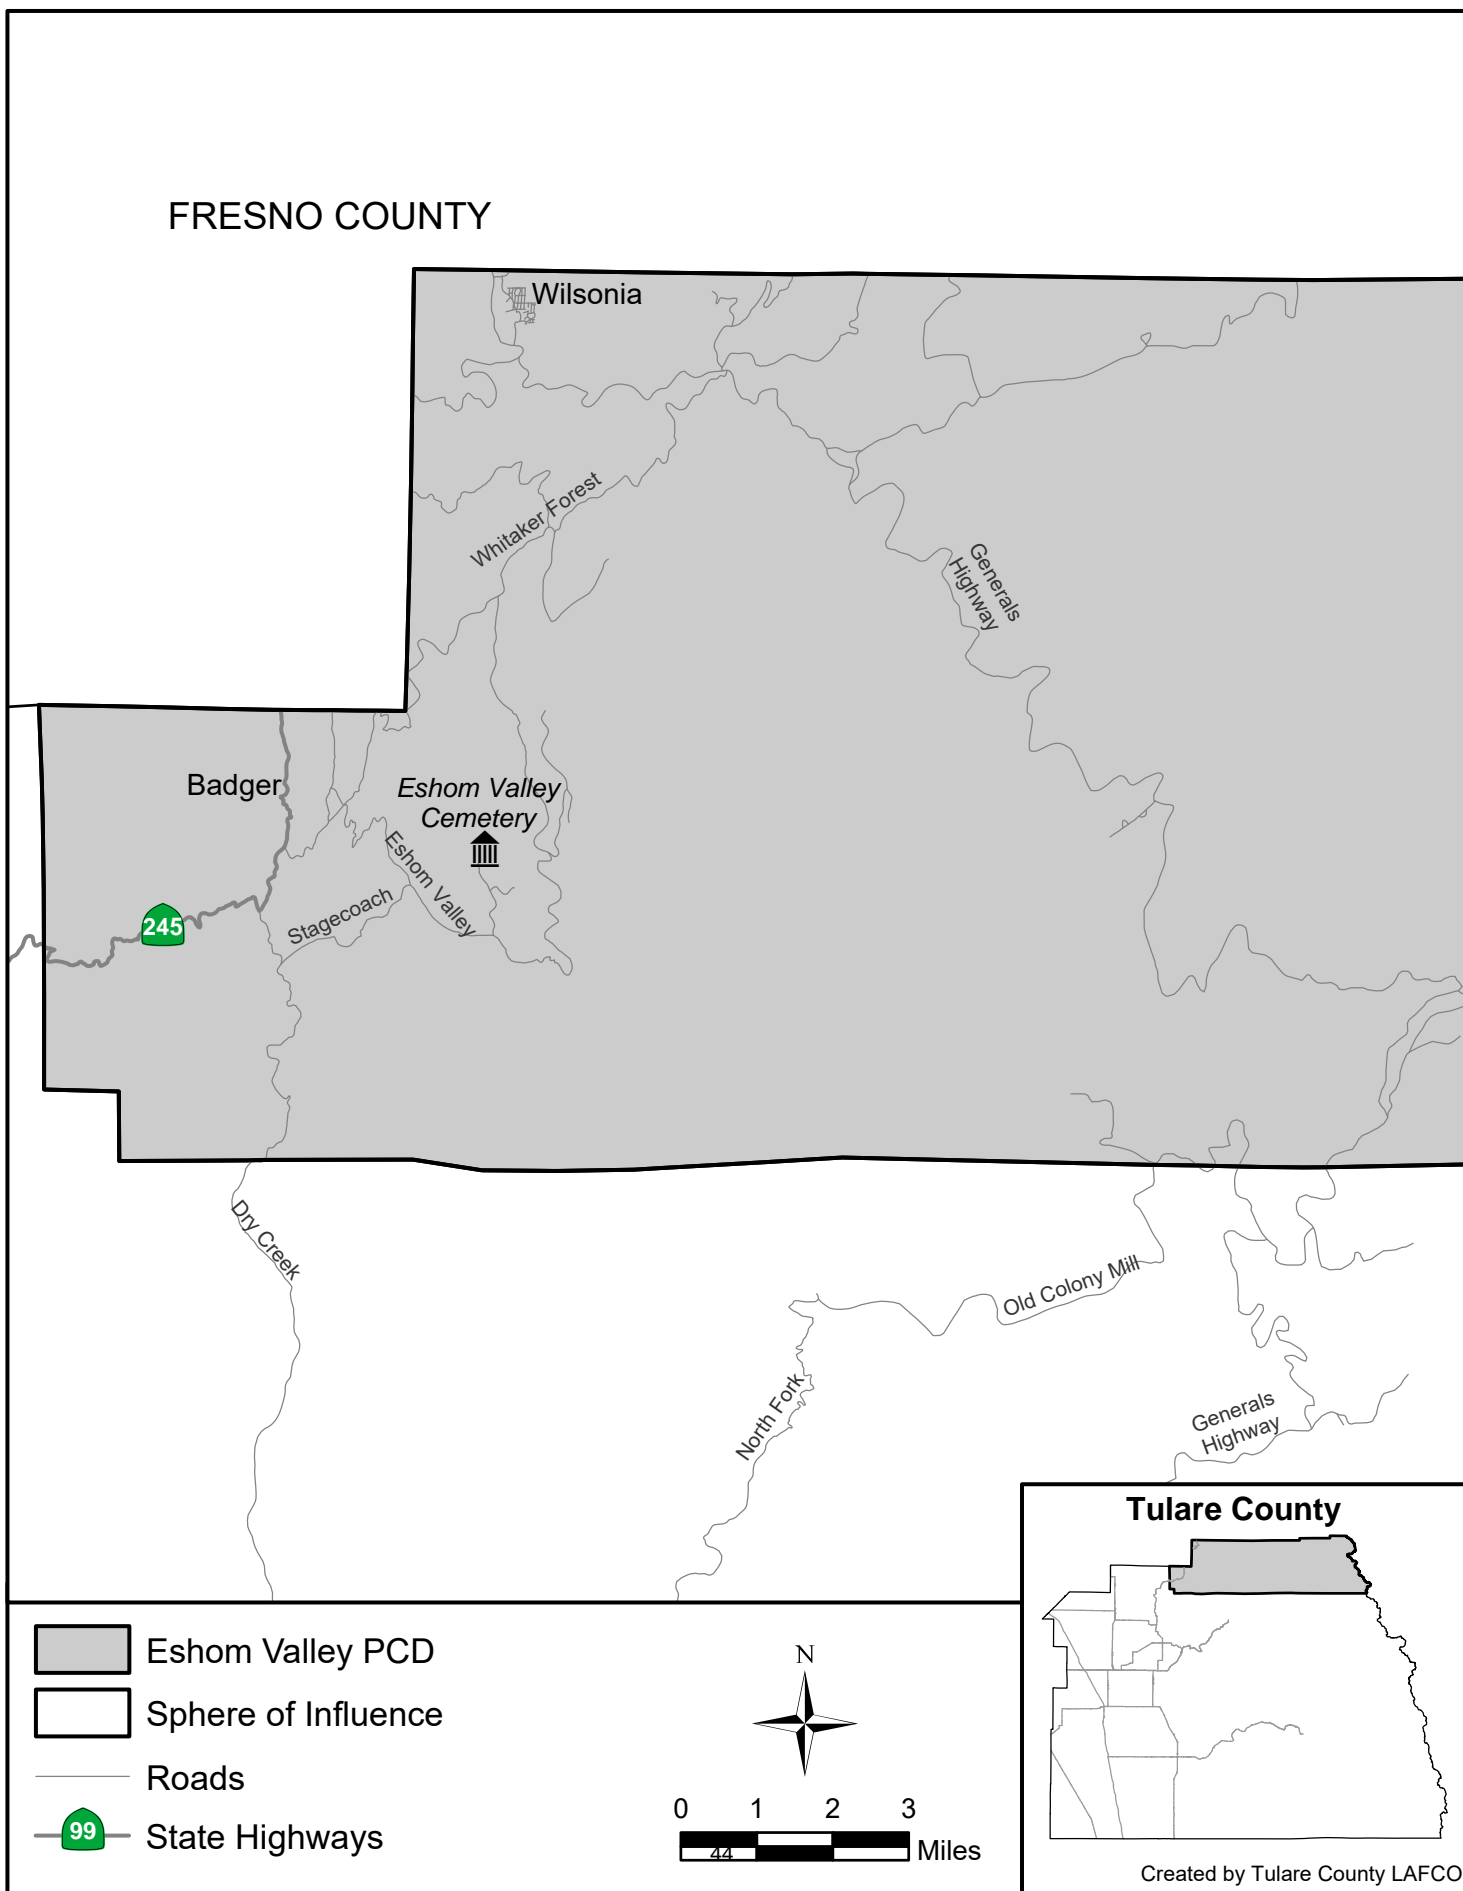 FRESNO COUNTY
Wilsonia
Whitaker Forest
Generals
Highway
Badger
Eshom Valley
Cemetery
Eshom Valley
Stagecoach
245
Dry Creek
Old Colony Mill
North Fork
Generals
Highway
Tulare County
Eshom Valley PCD
Sphere of Influence
Roads
99
State Highways
N
0 1 2 3
44
Miles
Created by Tulare County LAFCO